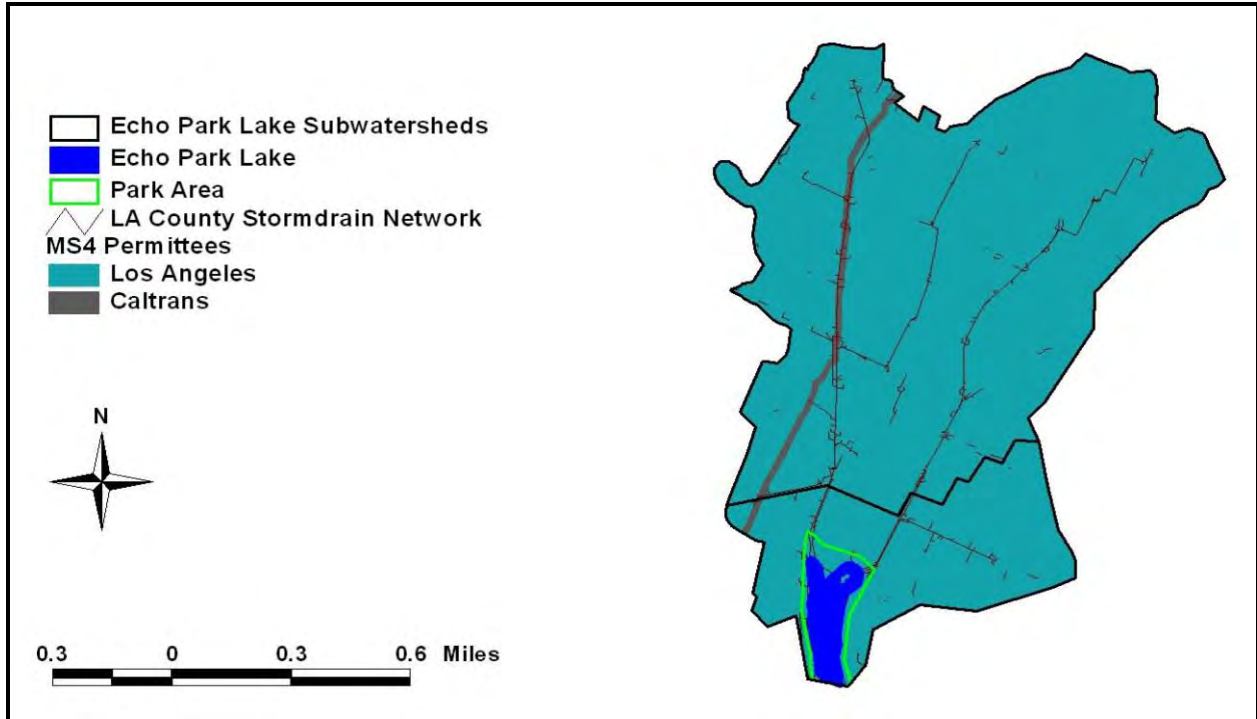 Echo Park Lake Subwatersheds
Echo Park Lake
Park Area
LA County Stormdrain Network
MS4 Permittees
Los Angeles
Caltrans
N
0.3 0 0.3 0.6 Miles